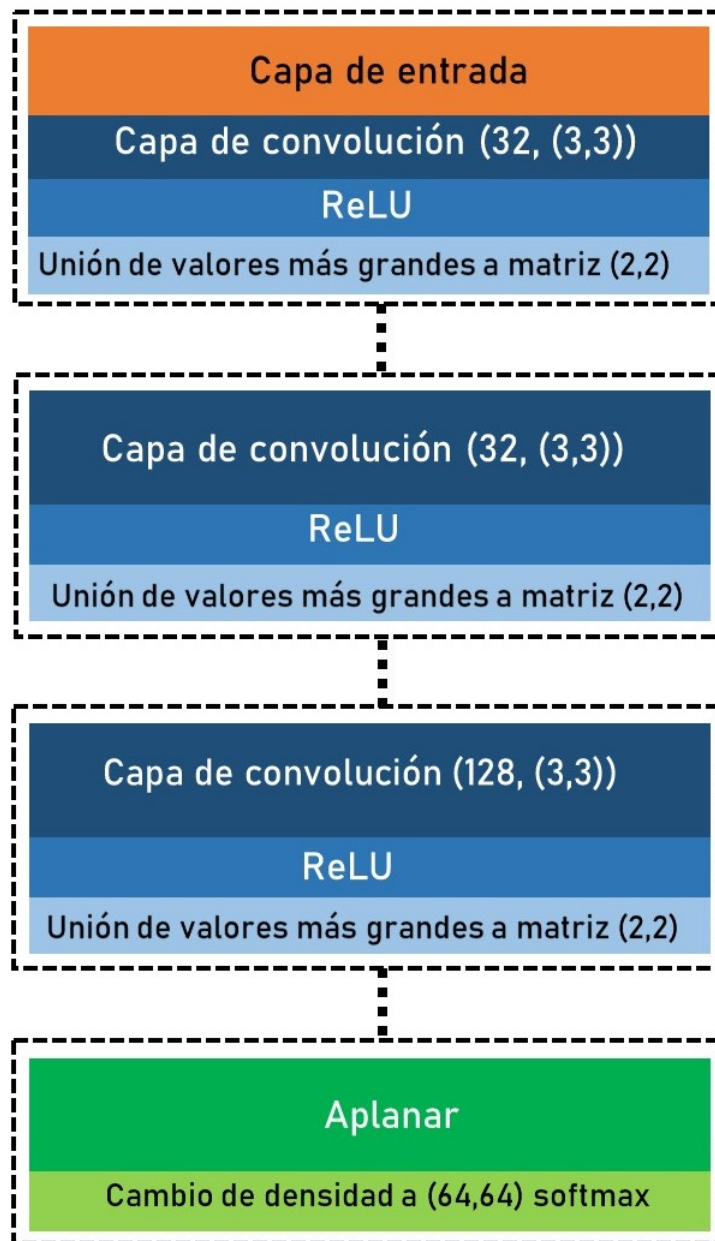 Capa de entrada
Capa de convolución (32, (3,3))
ReLU
Unión de valores más grandes a matriz (2,2)
Capa de convolución (32, (3,3))
ReLU
Unión de valores más grandes a matriz (2,2)
Capa de convolución (128, (3,3))
ReLU
Unión de valores más grandes a matriz (2,2)
Aplanar
Cambio de densidad a (64,64) softmax